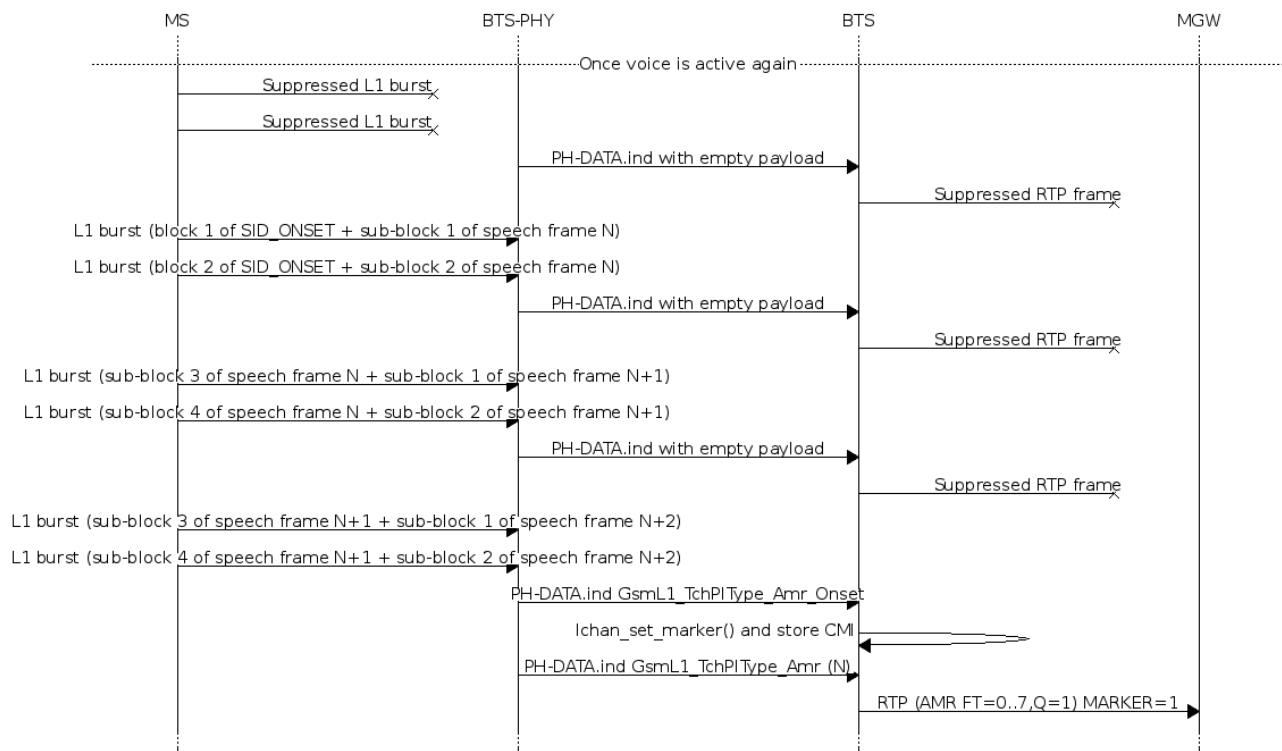 MS BTS-PHY BTS MGW
Once voice is active again
Suppressed L1 burst
Suppressed L1 burst
PH-DATA.ind with empty payload
Suppressed RTP frame
L1 burst (block 1 of SID_ONSET + sub-block 1 of speech frame N)
L1 burst (block 2 of SID_ONSET + sub-block 2 of speech frame N)
PH-DATA.ind with empty payload
Suppressed RTP frame
L1 burst (sub-block 3 of speech frame N + sub-block 1 of speech frame N+1)
L1 burst (sub-block 4 of speech frame N + sub-block 2 of speech frame N+1)
PH-DATA.ind with empty payload
Suppressed RTP frame
L1 burst (sub-block 3 of speech frame N+1 + sub-block 1 of speech frame N+2)
L1 burst (sub-block 4 of speech frame N+1 + sub-block 2 of speech frame N+2)
PH-DATA.ind GsmL1_TchPlType_Amr_Onset
lchan_set_marker() and store CMI
PH-DATA.ind GsmL1_TchPlType_Amr (N)
RTP (AMR FT=0..7,Q=1) MARKER=1